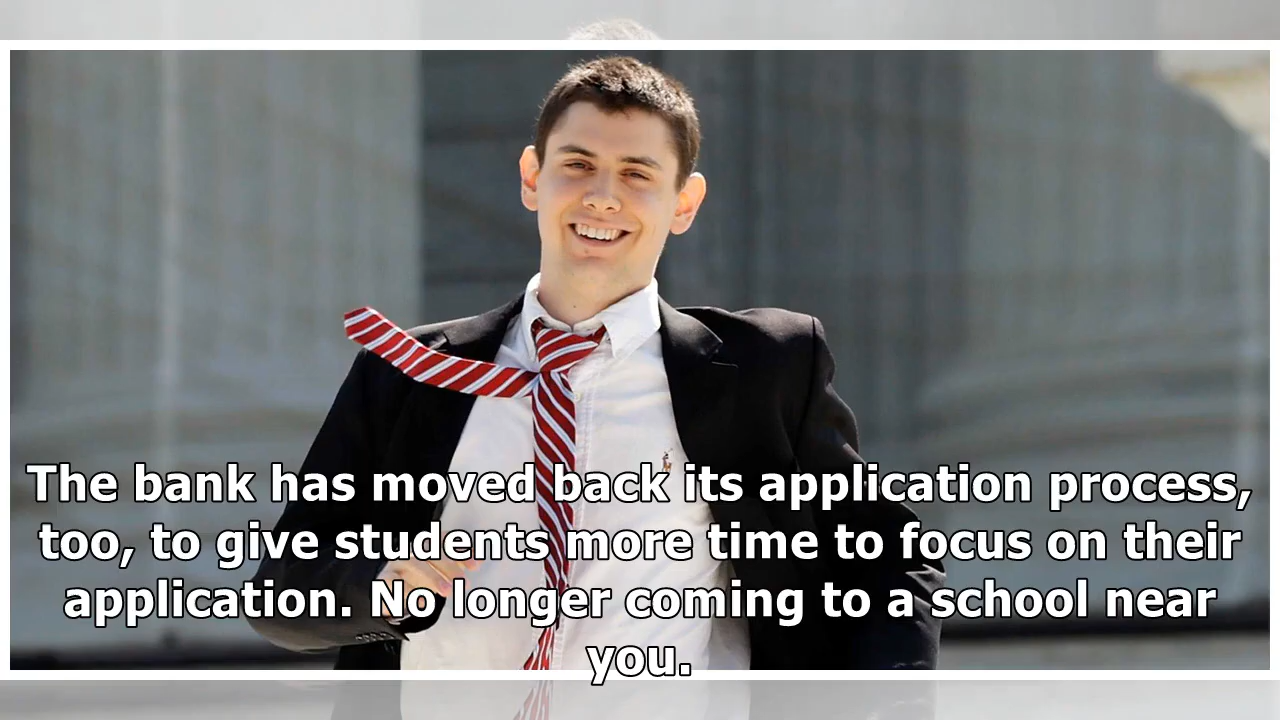 The bank has moved back its application process,
too, to give students more time to focus on their
application. No longer coming to a school near
you.